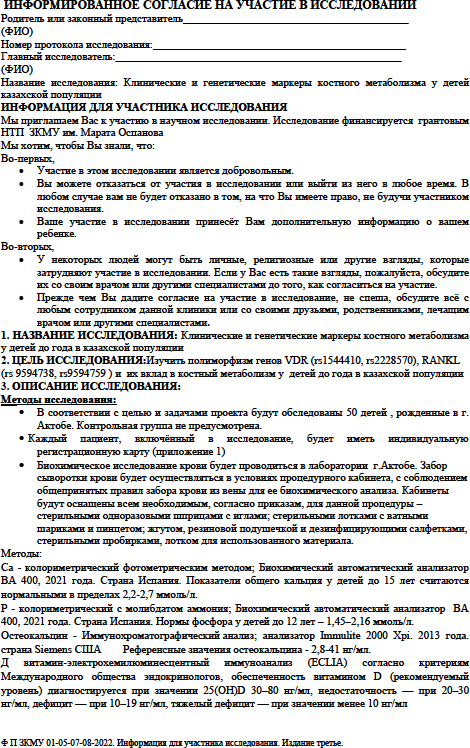 ИНФОРМИРОВАННОЕ СОГЛАСИЕ НА УЧАСТИЕ В ИССЛЕДОВАНИИ
Родитель или законный представитель________________________________________
(ФИО)
Номер протокола исследования:_____________________________________________
Главный исследователь:___________________________________________________
(ФИО)
Название исследования: Клинические и генетические маркеры костного метаболизма у детей
казахской популяции
ИНФОРМАЦИЯ ДЛЯ УЧАСТНИКА ИССЛЕДОВАНИЯ
Мы приглашаем Вас к участию в научном исследовании. Исследование финансируется грантовым
НТП ЗКМУ им. Марата Оспанова
Мы хотим, чтобы Вы знали, что:
Во-первых,
• Участие в этом исследовании является добровольным.
• Вы можете отказаться от участия в исследовании или выйти из него в любое время. В
любом случае вам не будет отказано в том, на что Вы имеете право, не будучи участником
исследования.
• Ваше участие в исследовании принесёт Вам дополнительную информацию о вашем
ребенке.
Во-вторых,
• У некоторых людей могут быть личные, религиозные или другие взгляды, которые
затрудняют участие в исследовании. Если у Вас есть такие взгляды, пожалуйста, обсудите
их со своим врачом или другими специалистами до того, как согласиться на участие.
• Прежде чем Вы дадите согласие на участие в исследование, не спеша, обсудите всё с
любым сотрудником данной клиники или со своими друзьями, родственниками, лечащим
врачом или другими специалистами.
1. НАЗВАНИЕ ИССЛЕДОВАНИЯ: Клинические и генетические маркеры костного метаболизма
у детей до года в казахской популяции
2. ЦЕЛЬ ИССЛЕДОВАНИЯ:Изучить полиморфизм генов VDR (rs1544410, rs2228570), RANKL
(rs 9594738, rs9594759 ) и их вклад в костный метаболизм у детей до года в казахской популяции
3. ОПИСАНИЕ ИССЛЕДОВАНИЯ:
Методы исследования:
• В соответствии с целью и задачами проекта будут обследованы 50 детей , рожденные в г.
Актобе. Контрольная группа не предусмотрена.
• Каждый пациент, включённый в исследование, будет иметь индивидуальную
регистрационную карту (приложение 1)
• Биохимическое исследование крови будет проводиться в лаборатории г.Актобе. Забор
сыворотки крови будет осуществляться в условиях процедурного кабинета, с соблюдением
общепринятых правил забора крови из вены для ее биохимического анализа. Кабинеты
будут оснащены всем необходимым, согласно приказам, для данной процедуры –
стерильными одноразовыми шприцами с иглами; стерильными лотками с ватными
шариками и пинцетом; жгутом, резиновой подушечкой и дезинфицирующими салфетками,
стерильными пробирками, лотком для использованного материала.
Методы:
Ca - колориметрический фотометрическим методом; Биохимический автоматический анализатор
ВА 400, 2021 года. Страна Испания. Показатели общего кальция у детей до 15 лет считаются
нормальными в пределах 2,2-2,7 ммоль/л.
P - колориметрический с молибдатом аммония; Биохимический автоматический анализатор ВА
400, 2021 года. Страна Испания. Нормы фосфора у детей до 12 лет – 1,45–2,16 ммоль/л.
Остеокальцин - Иммунохроматографический анализ; анализатор Immulite 2000 Xpi. 2013 года.
страна Siemens США Референсные значения остеокальцина - 2,8-41 нг/мл.
Д витамин-электрохемилюминесцентный иммуноанализ (ECLIA) согласно критериям
Международного общества эндокринологов, обеспеченность витамином D (рекомендуемый
уровень) диагностируется при значении 25(OH)D 30–80 нг/мл, недостаточность — при 20–30
нг/мл, дефицит — при 10–19 нг/мл, тяжелый дефицит — при значении менее 10 нг/мл
Ф П ЗКМУ 01-05-07-08-2022. Информация для участника исследования. Издание третье.